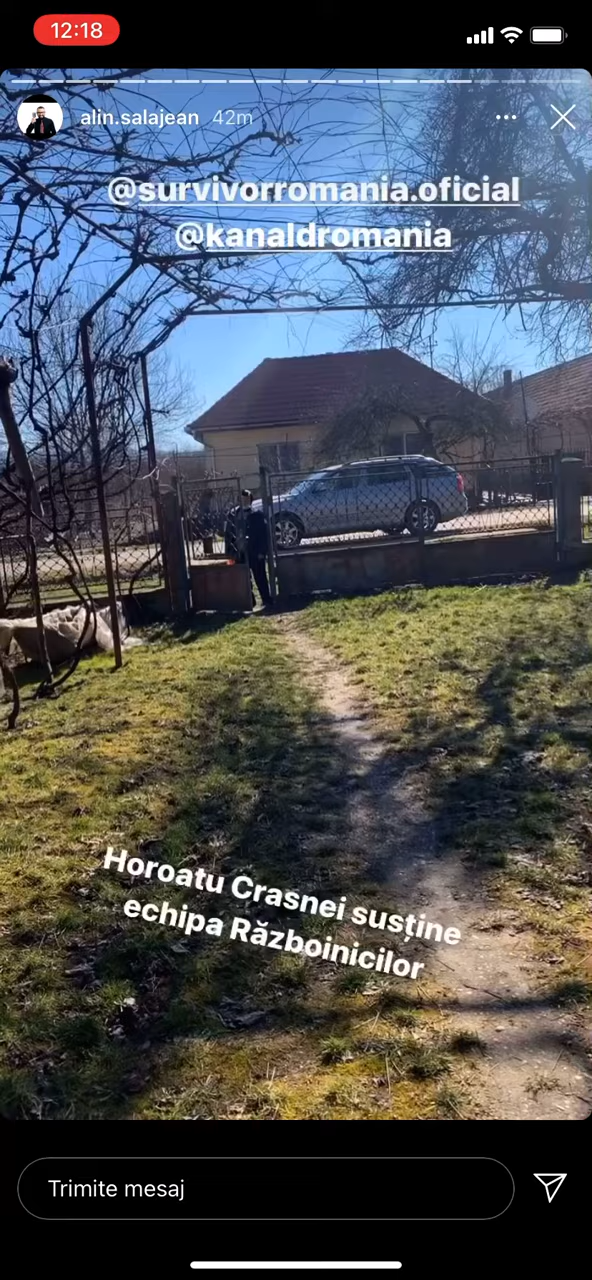 12:18
alin.salajean 42m
@survivorromania.oficial
@kanaldromania
Horoatu Crasnei susține
echipa Războinicilor
Trimite mesaj